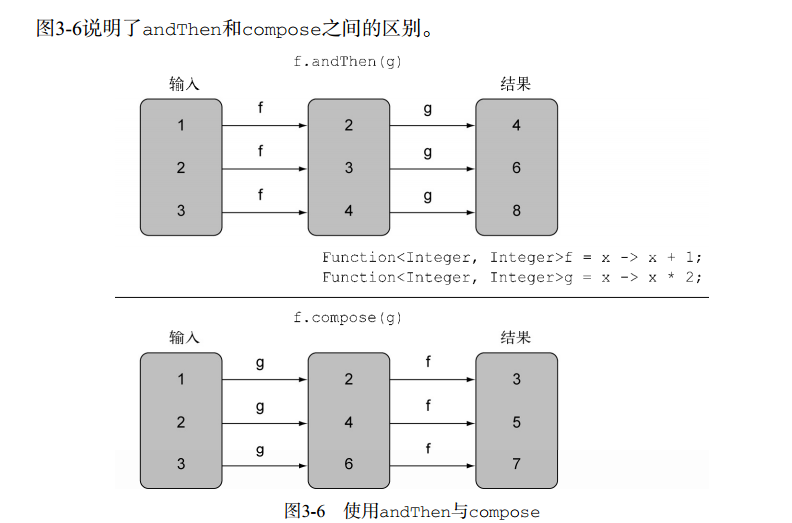 图3-6说明了andThen和compose之间的区别。
f.andThen(g)
输入 结果
f g
1 2 4
f g
2 3 6
f g
3 4 8
Function<Integer, Integer>f = x -> x + 1;
Function<Integer, Integer>g = x -> x * 2;
f.compose(g)
输入 结果
g f
1 2 3
g f
2 4 5
g f
3 6 7
图3-6 使用andThen与compose